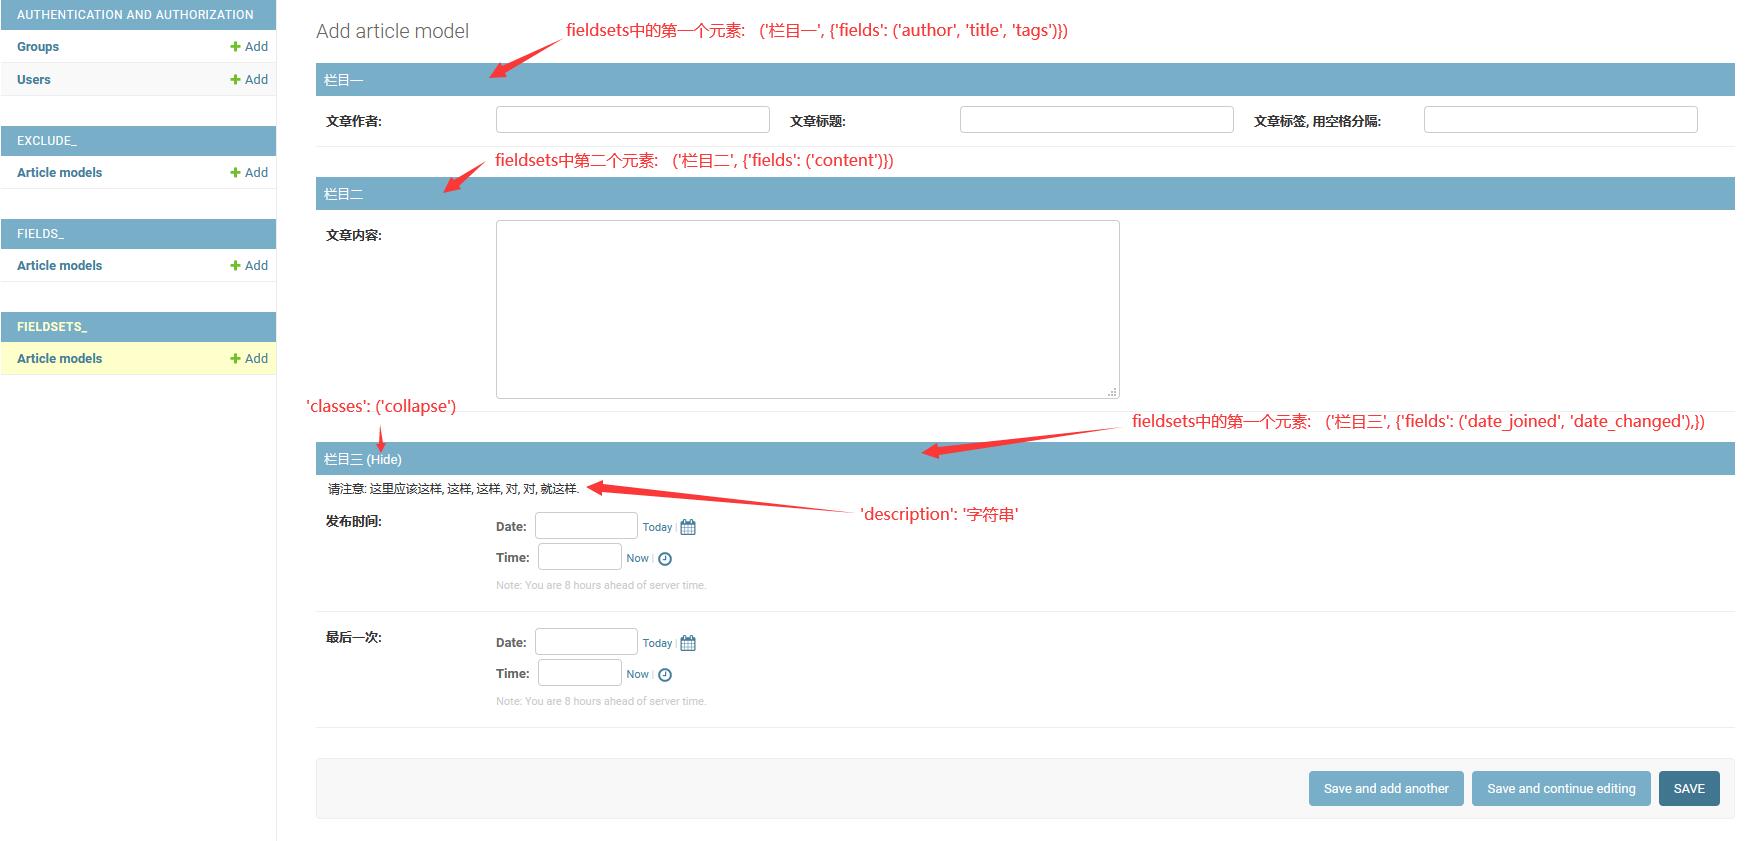 AUTHENTICATION AND AUTHORIZATION
Groups
Add
Users
Add
EXCLUDE_
Article models
Add
FIELDS_
Article models
Add
FIELDSETS_
Article models
Add
Add article model
fieldsets中的第一个元素: ('栏目一', {'fields': ('author', 'title', 'tags')})
栏目一
文章作者:
文章标题:
文章标签, 用空格分隔:
fieldsets中第二个元素: ('栏目二', {'fields': ('content')})
栏目二
文章内容:
'classes': ('collapse')
fieldsets中的第一个元素: ('栏目三', {'fields': ('date_joined', 'date_changed'),})
栏目三 (Hide)
请注意: 这里应该这样, 这样, 这样, 对, 对, 就这样.
'description': '字符串'
发布时间:
Date:
Today |
Time:
Now |
Note: You are 8 hours ahead of server time.
最后一次:
Date:
Today |
Time:
Now |
Note: You are 8 hours ahead of server time.
Save and add another
Save and continue editing
SAVE